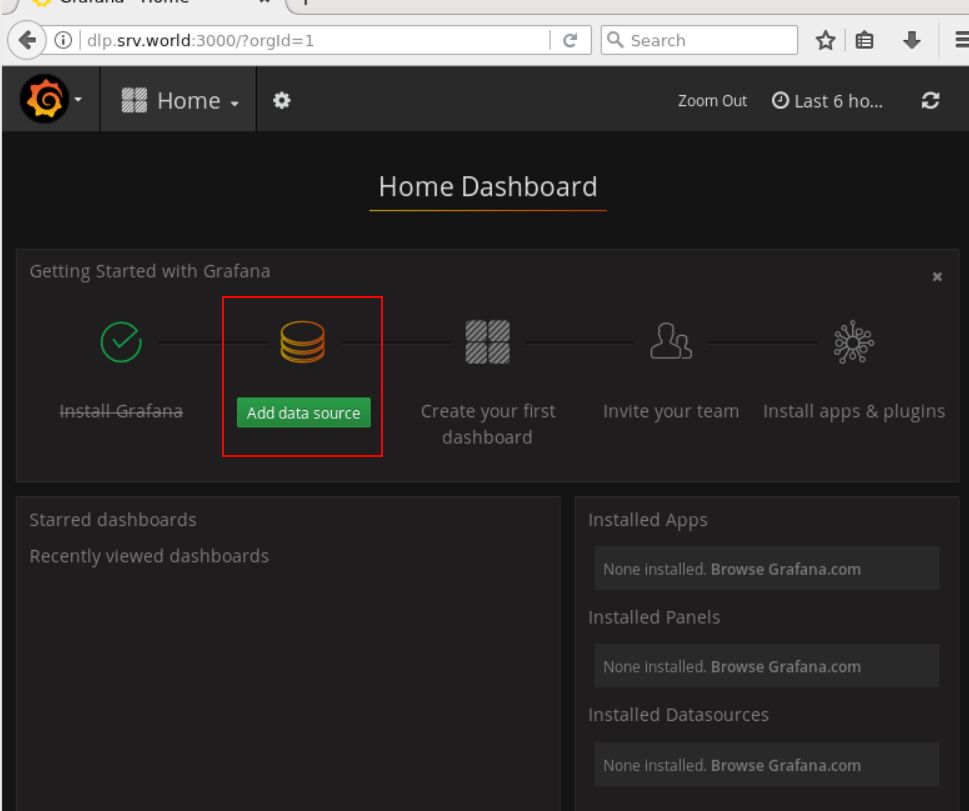 Grafana - Home
dlp.srv.world:3000/?orgId=1
Search
Home
Zoom Out
Last 6 ho...
Home Dashboard
Getting Started with Grafana
Install Grafana
Add data source
Create your first
dashboard
Invite your team
Install apps & plugins
Starred dashboards
Recently viewed dashboards
Installed Apps
None installed. Browse Grafana.com
Installed Panels
None installed. Browse Grafana.com
Installed Datasources
None installed. Browse Grafana.com